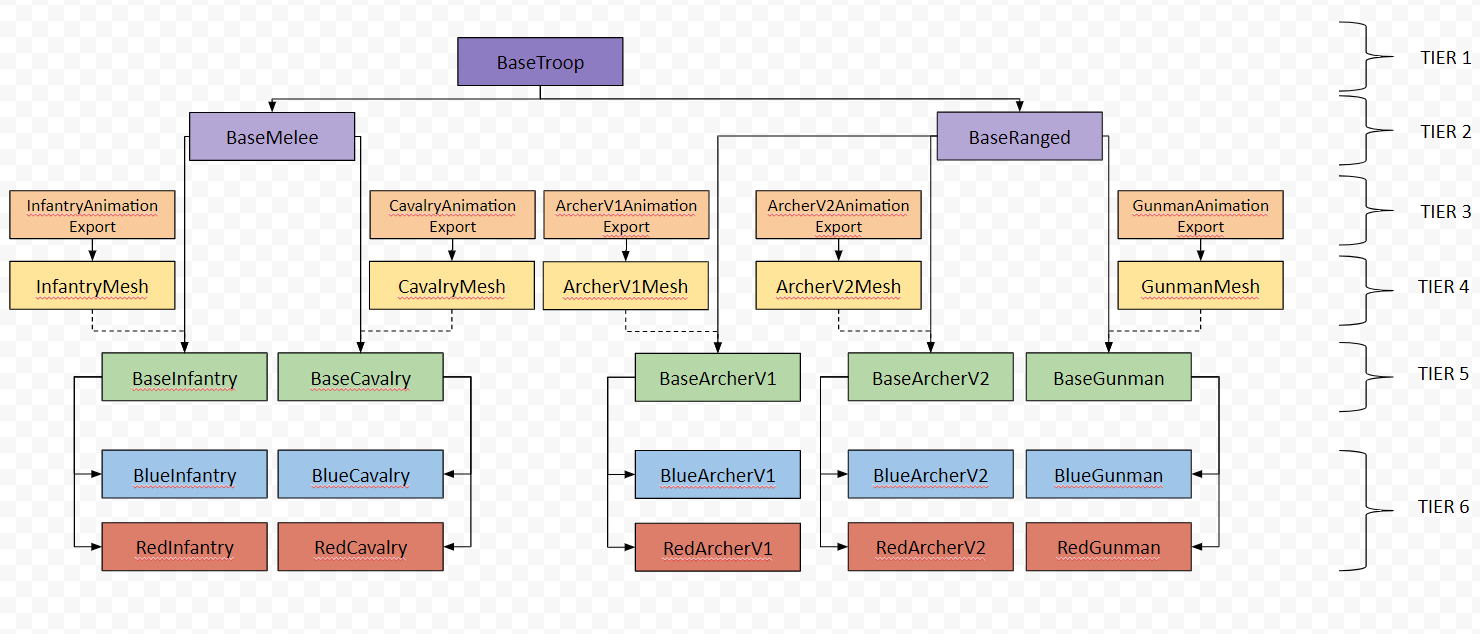 BaseTroop
TIER 1
BaseMelee
BaseRanged
TIER 2
InfantryAnimation
Export
CavalryAnimation
Export
ArcherV1Animation
Export
ArcherV2Animation
Export
GunmanAnimation
Export
TIER 3
InfantryMesh
CavalryMesh
ArcherV1Mesh
ArcherV2Mesh
GunmanMesh
TIER 4
BaseInfantry
BaseCavalry
BaseArcherV1
BaseArcherV2
BaseGunman
TIER 5
BlueInfantry
BlueCavalry
BlueArcherV1
BlueArcherV2
BlueGunman
TIER 6
RedInfantry
RedCavalry
RedArcherV1
RedArcherV2
RedGunman